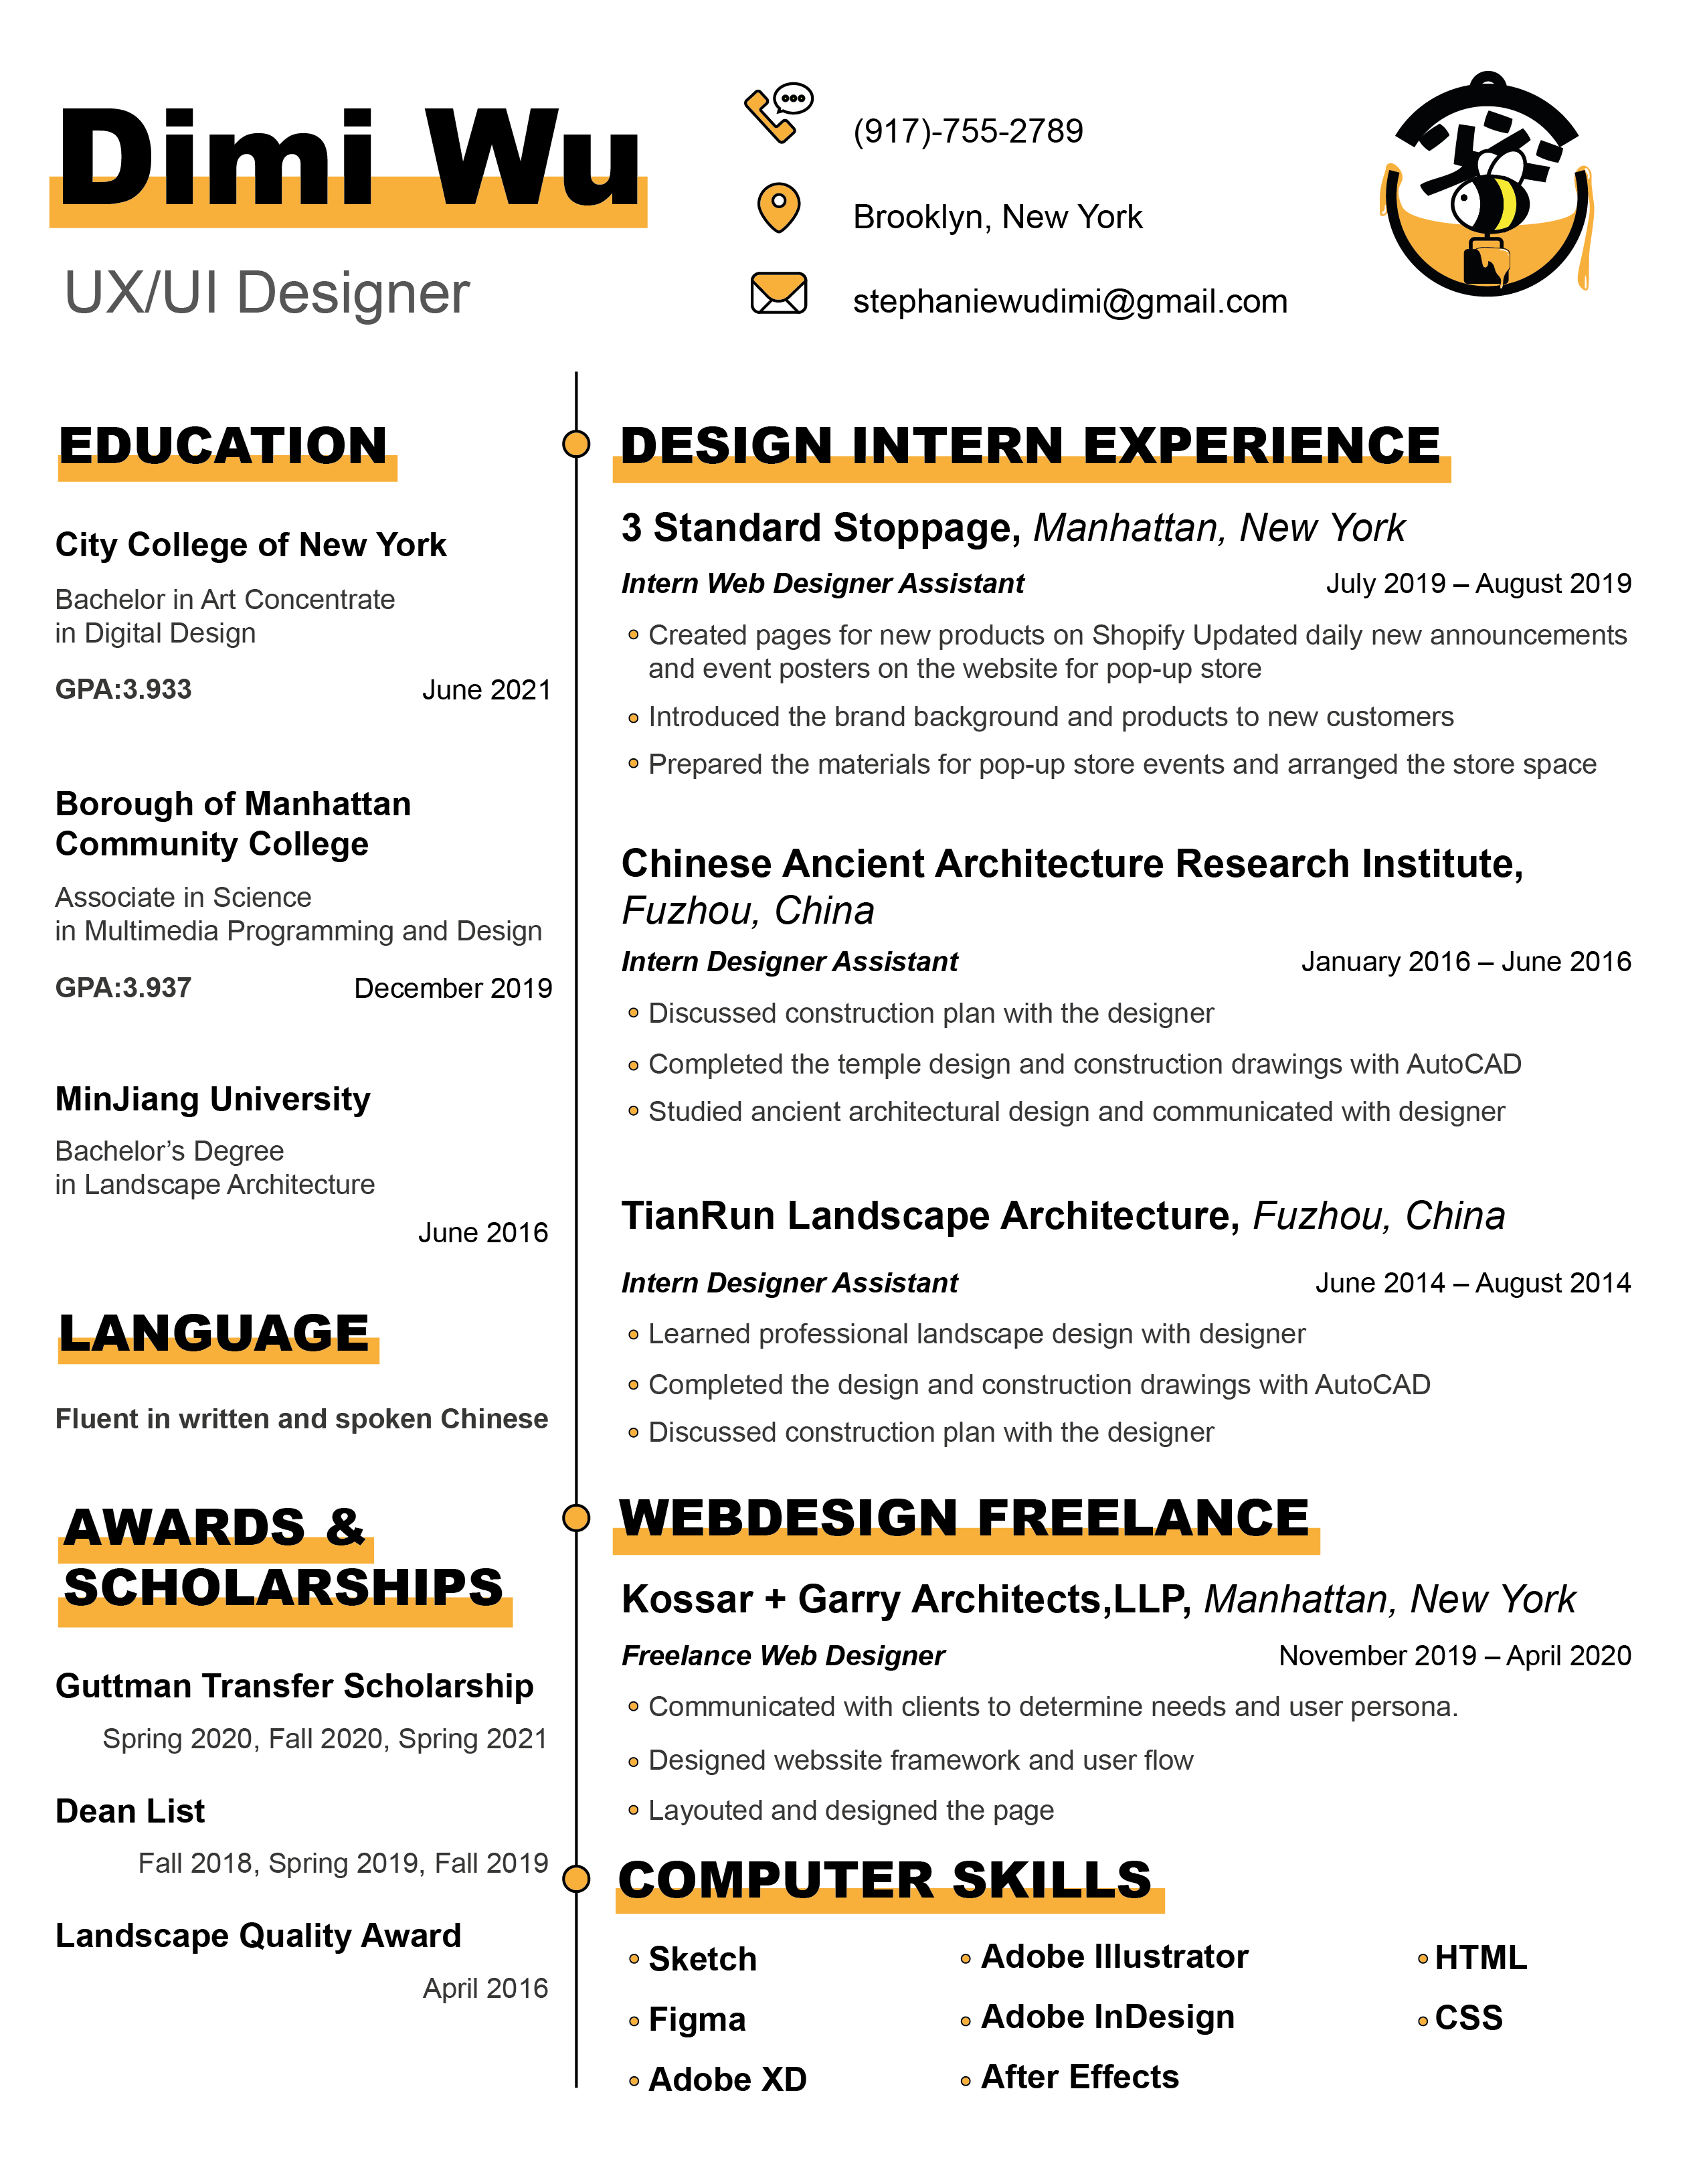 Dimi Wu
UX/UI Designer
(917)-755-2789
Brooklyn, New York
stephaniewudimi@gmail.com
EDUCATION
City College of New York
Bachelor in Art Concentrate
in Digital Design
GPA:3.933 June 2021
Borough of Manhattan
Community College
Associate in Science
in Multimedia Programming and Design
GPA:3.937 December 2019
MinJiang University
Bachelor’s Degree
in Landscape Architecture
June 2016
LANGUAGE
Fluent in written and spoken Chinese
AWARDS &
SCHOLARSHIPS
Guttman Transfer Scholarship
Spring 2020, Fall 2020, Spring 2021
Dean List
Fall 2018, Spring 2019, Fall 2019
Landscape Quality Award
April 2016
DESIGN INTERN EXPERIENCE
3 Standard Stoppage, Manhattan, New York
Intern Web Designer Assistant July 2019 – August 2019
Created pages for new products on Shopify Updated daily new announcements
and event posters on the website for pop-up store
Introduced the brand background and products to new customers
Prepared the materials for pop-up store events and arranged the store space
Chinese Ancient Architecture Research Institute,
Fuzhou, China
Intern Designer Assistant January 2016 – June 2016
Discussed construction plan with the designer
Completed the temple design and construction drawings with AutoCAD
Studied ancient architectural design and communicated with designer
TianRun Landscape Architecture, Fuzhou, China
Intern Designer Assistant June 2014 – August 2014
Learned professional landscape design with designer
Completed the design and construction drawings with AutoCAD
Discussed construction plan with the designer
WEBDESIGN FREELANCE
Kossar + Garry Architects,LLP, Manhattan, New York
Freelance Web Designer November 2019 – April 2020
Communicated with clients to determine needs and user persona.
Designed webssite framework and user flow
Layouted and designed the page
COMPUTER SKILLS
Sketch
Figma
Adobe XD
Adobe Illustrator
Adobe InDesign
After Effects
HTML
CSS